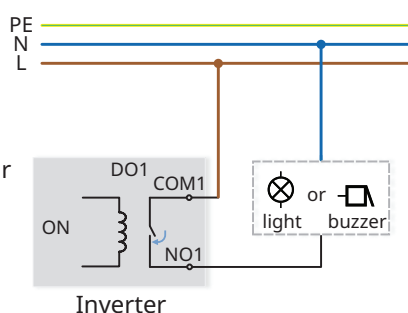 PE
N
L
r
DO1
COM1
ON
NO1
or
light buzzer
Inverter